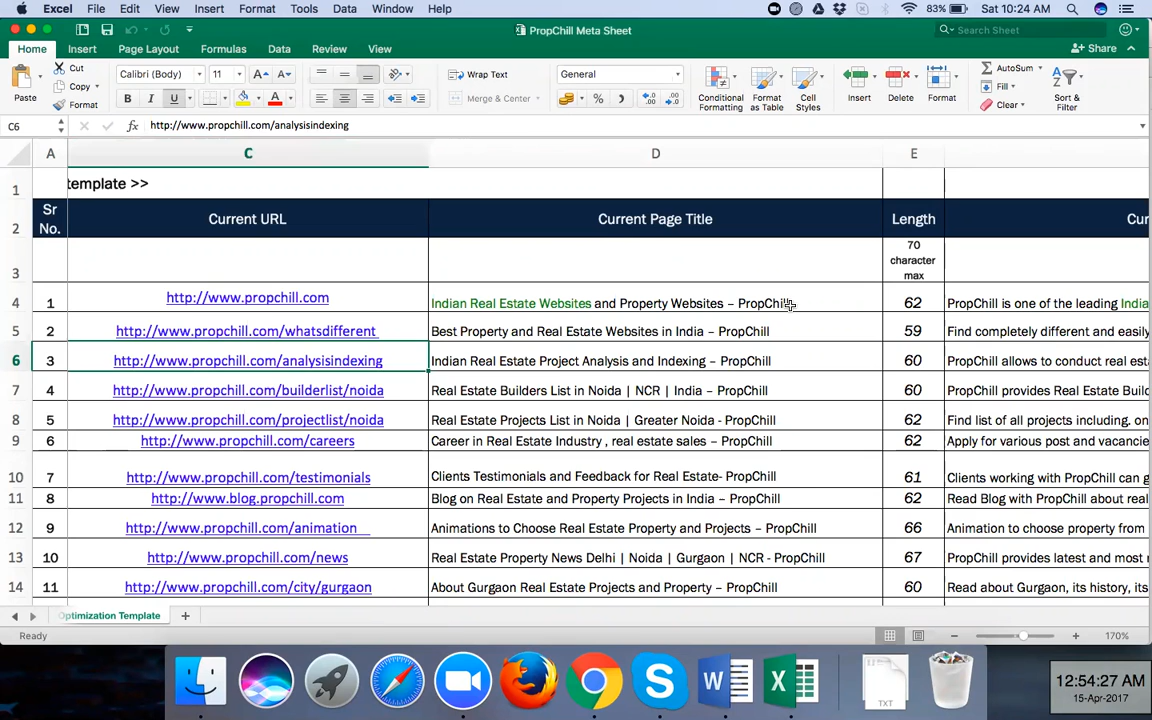 Excel File Edit View Insert Format Tools Data Window Help 83% Sat 10:24 AM
PropChill Meta Sheet
Search Sheet
Home Insert Page Layout Formulas Data Review View
Share
Paste
Cut
Copy
Format
Calibri (Body) 11 A A
B I U A
Wrap Text
Merge & Center
General
%
Conditional Formatting
Format as Table
Cell Styles
Insert
Delete
Format
AutoSum
Fill
Clear
Sort & Filter
C6 fx http://www.propchill.com/analysisindexing
A C D E
1 template >>
2 Sr No. Current URL Current Page Title Length Cur
3 70 character max
4 1 http://www.propchill.com Indian Real Estate Websites and Property Websites – PropChill 62 PropChill is one of the leading India
5 2 http://www.propchill.com/whatsdifferent Best Property and Real Estate Websites in India – PropChill 59 Find completely different and easily
6 3 http://www.propchill.com/analysisindexing Indian Real Estate Project Analysis and Indexing – PropChill 60 PropChill allows to conduct real est
7 4 http://www.propchill.com/builderlist/noida Real Estate Builders List in Noida | NCR | India – PropChill 60 PropChill provides Real Estate Build
8 5 http://www.propchill.com/projectlist/noida Real Estate Projects List in Noida | Greater Noida - PropChill 62 Find list of all projects including. on
9 6 http://www.propchill.com/careers Career in Real Estate Industry , real estate sales – PropChill 62 Apply for various post and vacancie
10 7 http://www.propchill.com/testimonials Clients Testimonials and Feedback for Real Estate- PropChill 61 Clients working with PropChill can g
11 8 http://www.blog.propchill.com Blog on Real Estate and Property Projects in India – PropChill 62 Read Blog with PropChill about real
12 9 http://www.propchill.com/animation Animations to Choose Real Estate Property and Projects – PropChill 66 Animation to choose property from
13 10 http://www.propchill.com/news Real Estate Property News Delhi | Noida | Gurgaon | NCR - PropChill 67 PropChill provides latest and most
14 11 http://www.propchill.com/city/gurgaon About Gurgaon Real Estate Projects and Property – PropChill 60 Read about Gurgaon, its history, its
Optimization Template
Ready 170%
TXT
12:54:27 AM
15-Apr-2017